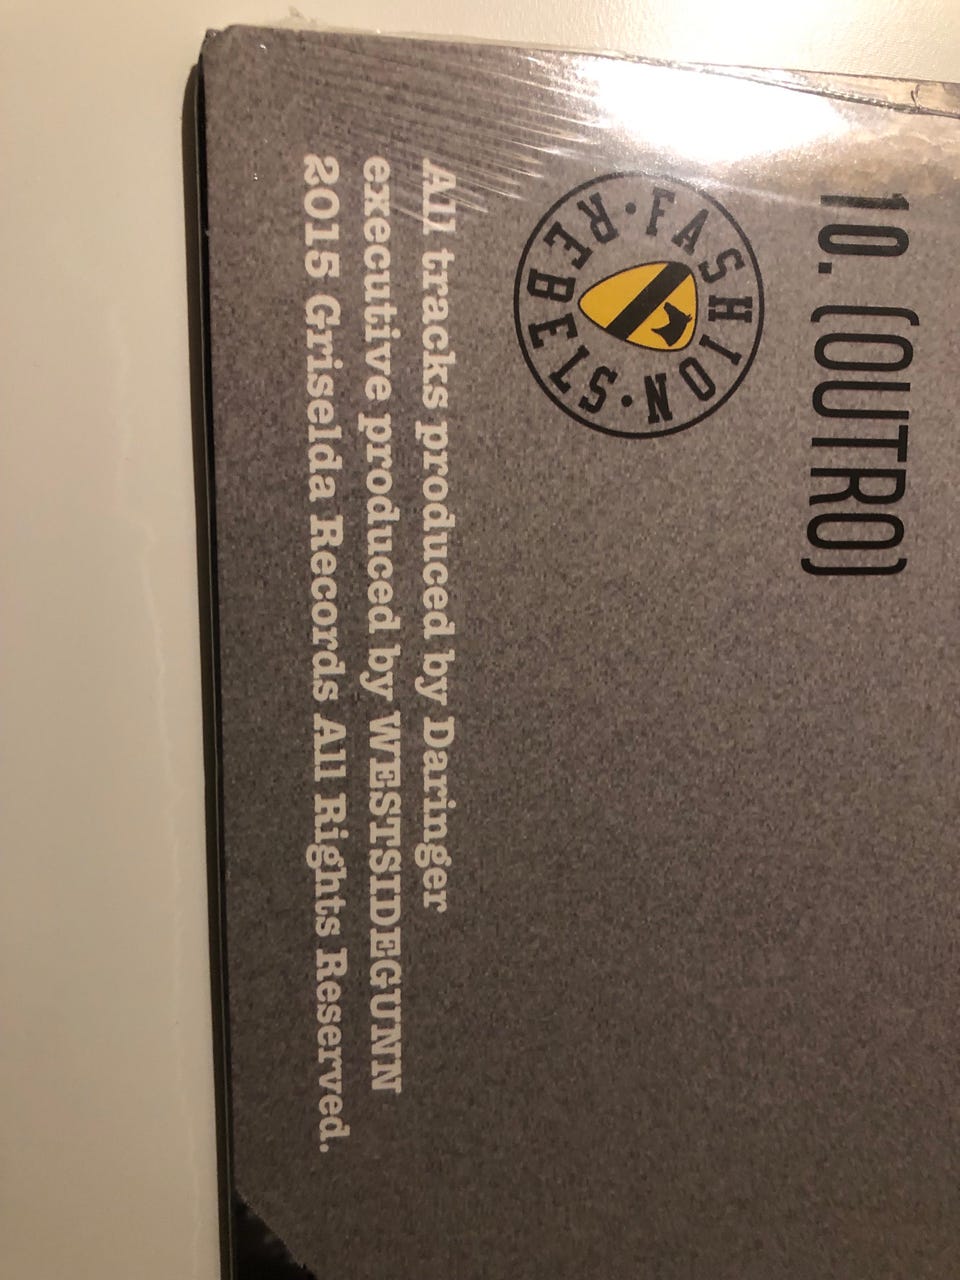 10. (OUTRO)
FASHION • REBELS •
All tracks produced by Daringer
executive produced by WESTSIDEGUNN
2015 Griselda Records All Rights Reserved.